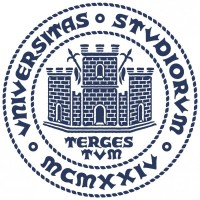 VNIVERSITAS • STVDIORVM •
MCMXXIV
TERGES
TVM